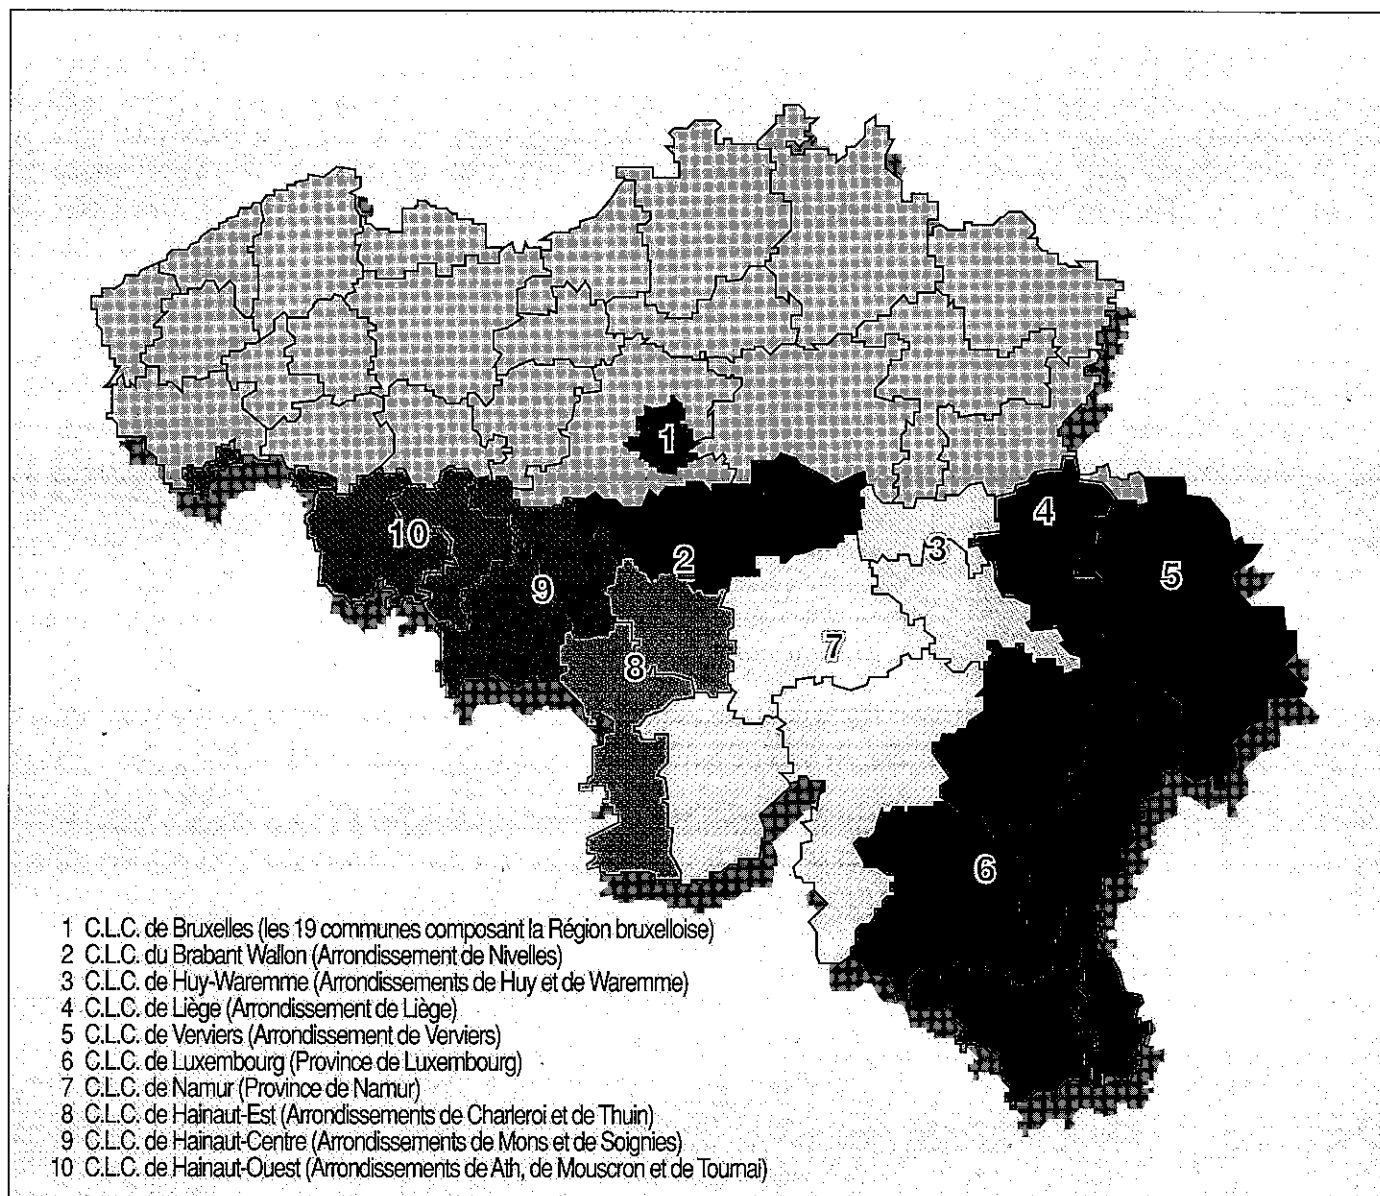 1
10
4
3
2
5
9
7
8
6
1 C.L.C. de Bruxelles (les 19 communes composant la Région bruxelloise)
2 C.L.C. du Brabant Wallon (Arrondissement de Nivelles)
3 C.L.C. de Huy-Waremme (Arrondissements de Huy et de Waremme)
4 C.L.C. de Liège (Arrondissement de Liège)
5 C.L.C. de Verviers (Arrondissement de Verviers)
6 C.L.C. de Luxembourg (Province de Luxembourg)
7 C.L.C. de Namur (Province de Namur)
8 C.L.C. de Hainaut-Est (Arrondissements de Charleroi et de Thuin)
9 C.L.C. de Hainaut-Centre (Arrondissements de Mons et de Soignies)
10 C.L.C. de Hainaut-Ouest (Arrondissements de Ath, de Mouscron et de Tournai)